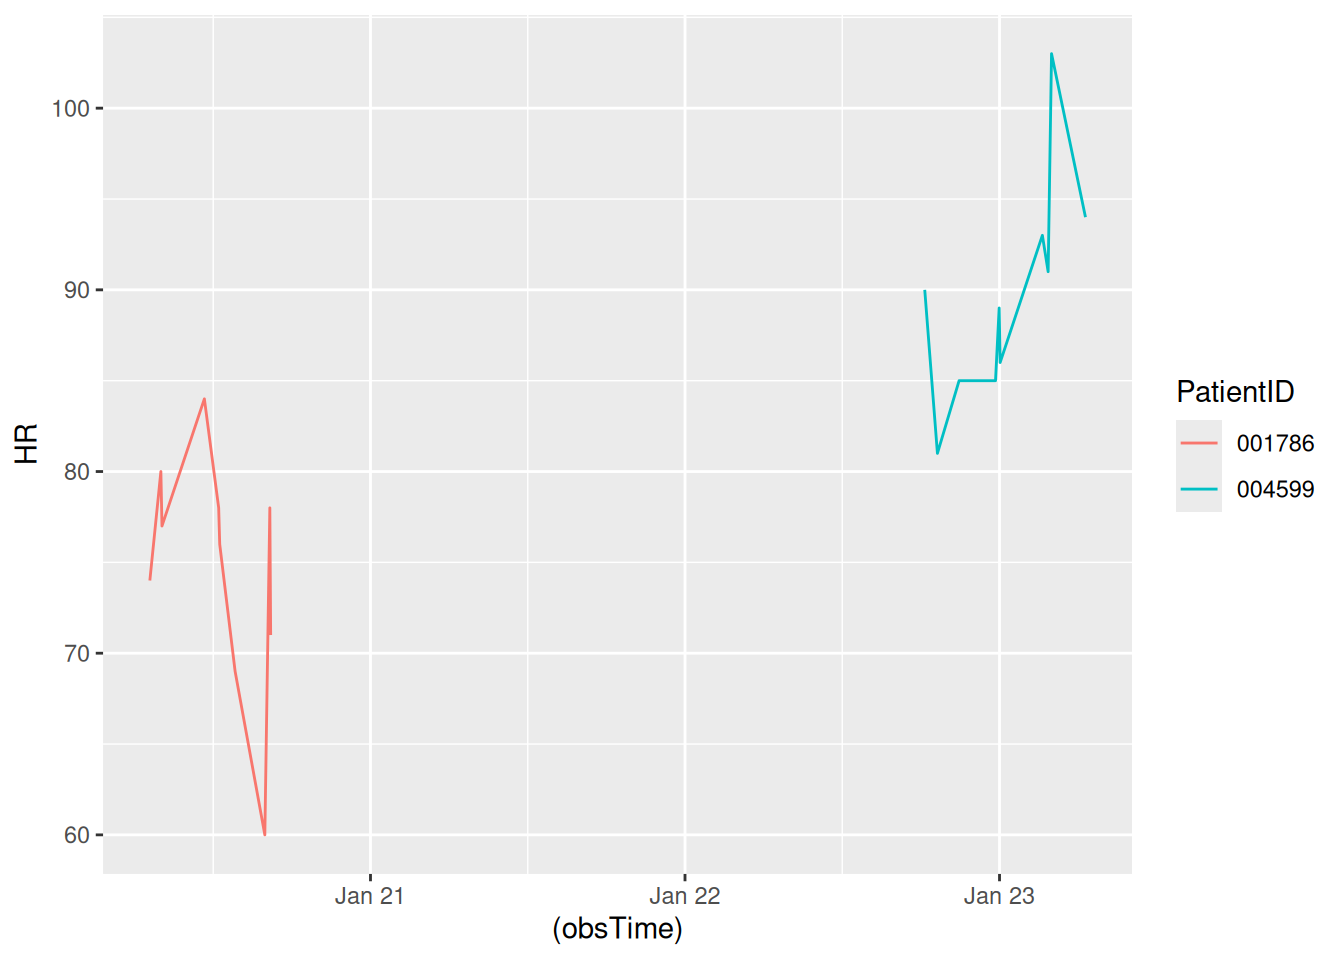 100
90
80
70
60
HR
Jan 21
Jan 22
Jan 23
(obsTime)
PatientID
001786
004599